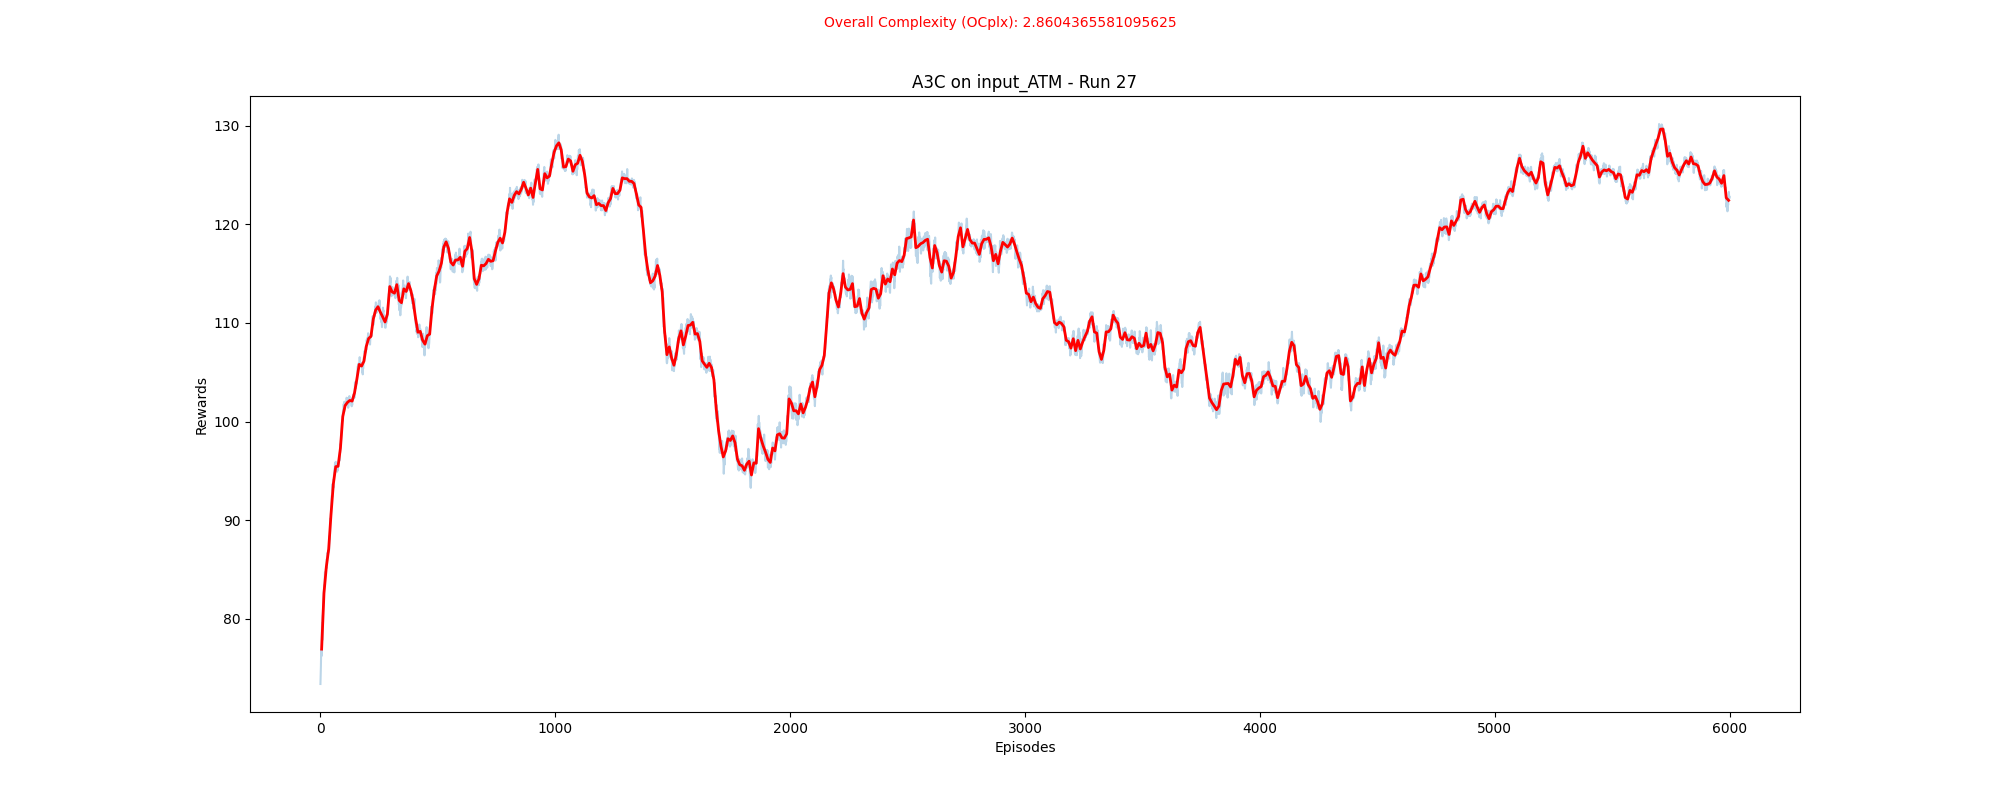 Overall Complexity (OCplx): 2.8604365581095625
A3C on input_ATM - Run 27
130
120
110
100
90
80
Rewards
0 1000 2000 3000 4000 5000 6000
Episodes